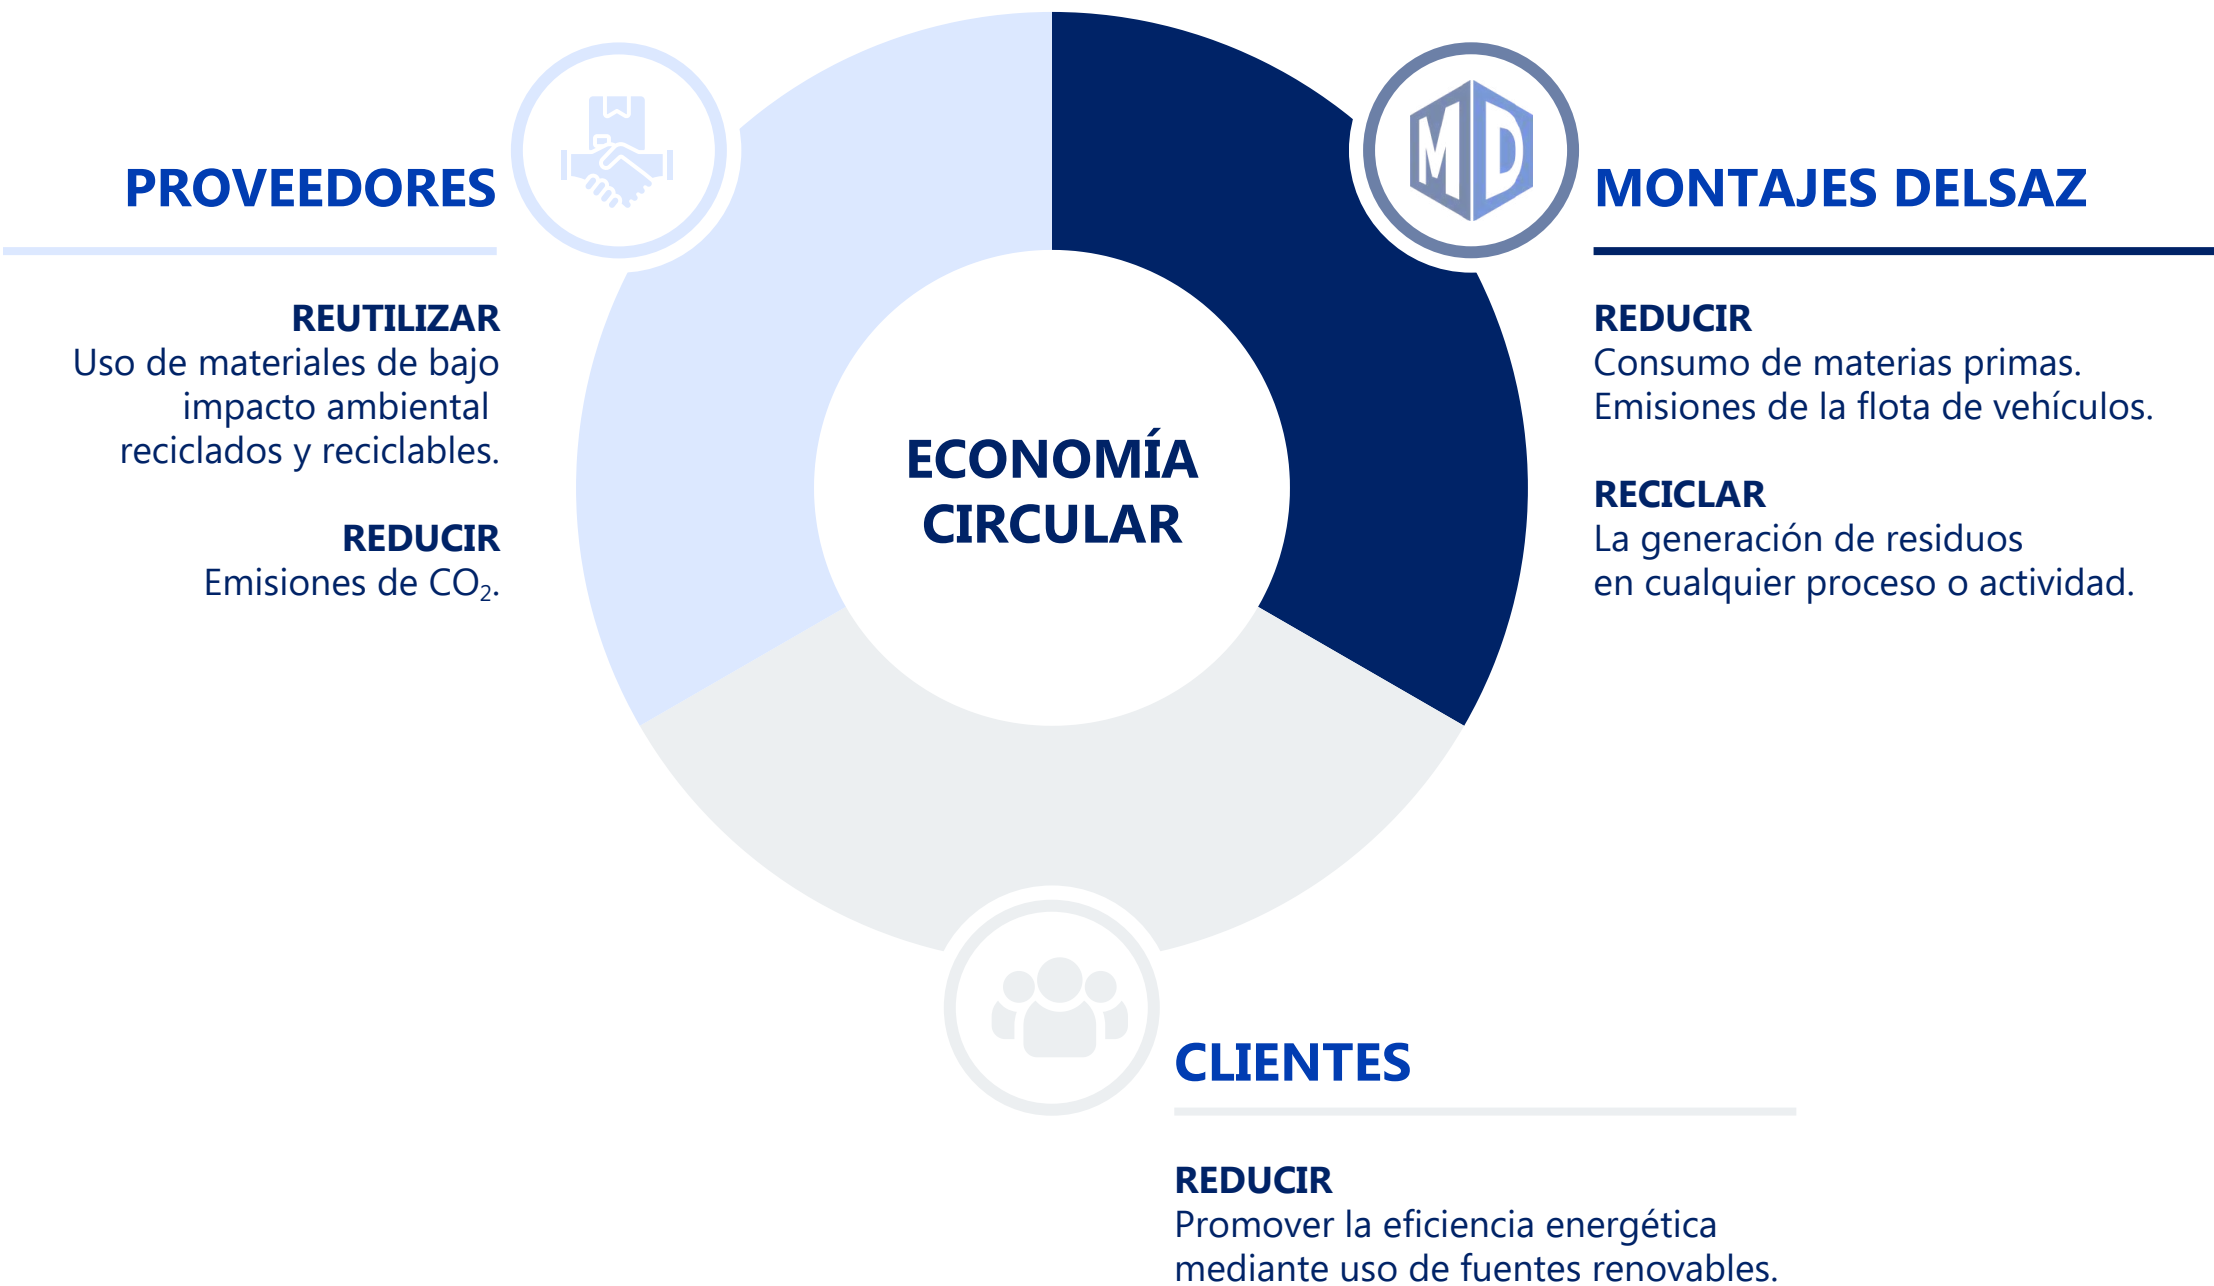 PROVEEDORES
REUTILIZAR
Uso de materiales de bajo
impacto ambiental
reciclados y reciclables.
REDUCIR
Emisiones de CO₂.
ECONOMÍA
CIRCULAR
MD
MONTAJES DELSAZ
REDUCIR
Consumo de materias primas.
Emisiones de la flota de vehículos.
RECICLAR
La generación de residuos
en cualquier proceso o actividad.
CLIENTES
REDUCIR
Promover la eficiencia energética
mediante uso de fuentes renovables.